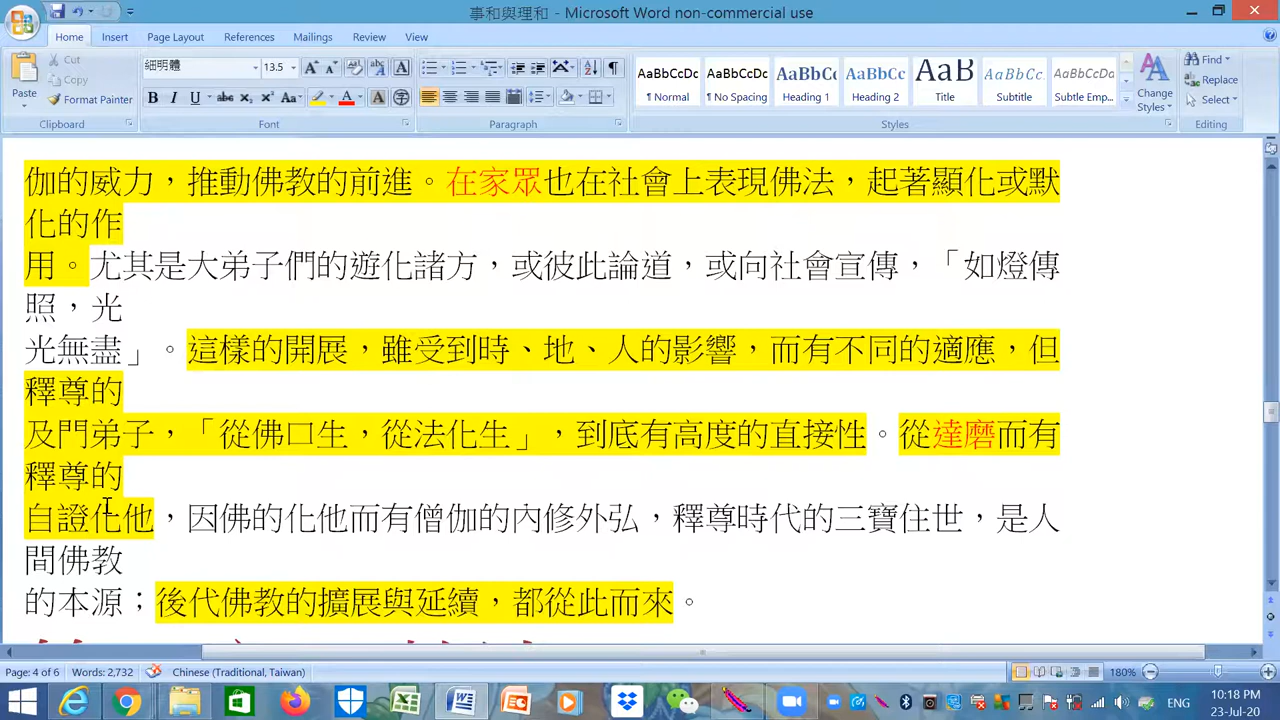 事和與理和 - Microsoft Word non-commercial use
Home Insert Page Layout References Mailings Review View
Paste Cut Copy Format Painter
細明體 13.5
AaBbCcDc AaBbCcDc AaBbCc AaBbCc AaB AaBbCc AaBbCcDa
¶ Normal ¶ No Spacing Heading 1 Heading 2 Title Subtitle Subtle Emp...
Change Styles
Find Replace Select
Clipboard Font Paragraph Styles Editing
伽的威力，推動佛教的前進。在家眾也在社會上表現佛法，起著顯化或默
化的作
用。尤其是大弟子們的遊化諸方，或彼此論道，或向社會宣傳，「如燈傳
照，光
光無盡」。這樣的開展，雖受到時、地、人的影響，而有不同的適應，但
釋尊的
及門弟子，「從佛口生，從法化生」，到底有高度的直接性。從達磨而有
釋尊的
自證化他，因佛的化他而有僧伽的內修外弘，釋尊時代的三寶住世，是人
間佛教
的本源；後代佛教的擴展與延續，都從此而來。
Page: 4 of 6 Words: 2,732 Chinese (Traditional, Taiwan) 180%
ENG 10:18 PM
23-Jul-20